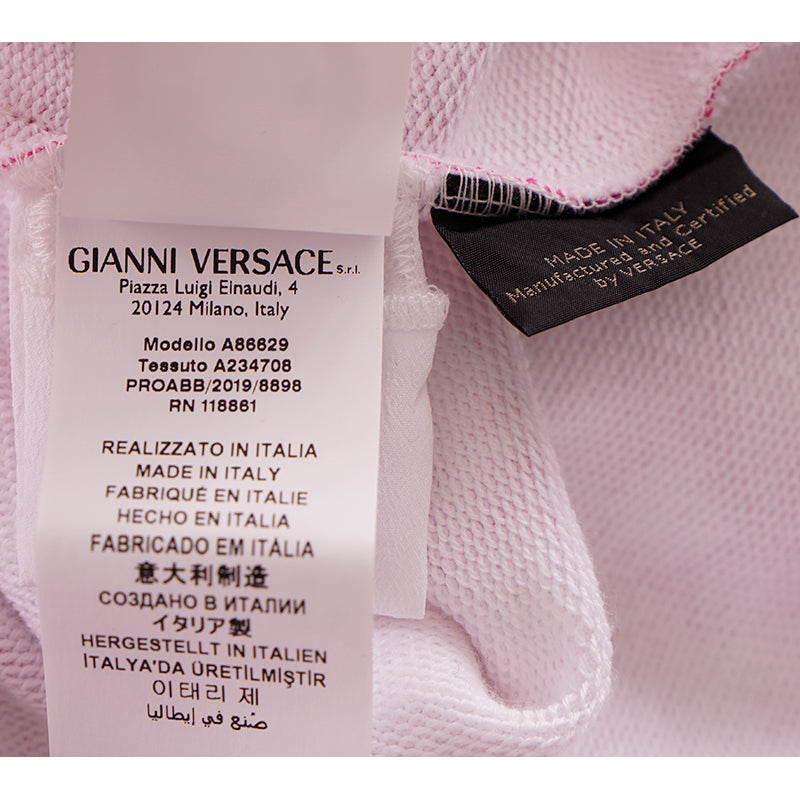 GIANNI VERSACE S.r.l.
Piazza Luigi Einaudi, 4
20124 Milano, Italy
Modello A86629
Tessuto A234708
PROABB/2019/8898
RN 118861
REALIZZATO IN ITALIA
MADE IN ITALY
FABRIQUÉ EN ITALIE
HECHO EN ITALIA
FABRICADO EM ITÁLIA
意大利制造
СОЗДАНО В ИТАЛИИ
イタリア製
HERGESTELLT IN ITALIEN
İTALYA'DA ÜRETİLMİŞTİR
이태리 제
صنع في إيطاليا
MADE IN ITALY
Manufactured and Certified
by VERSACE